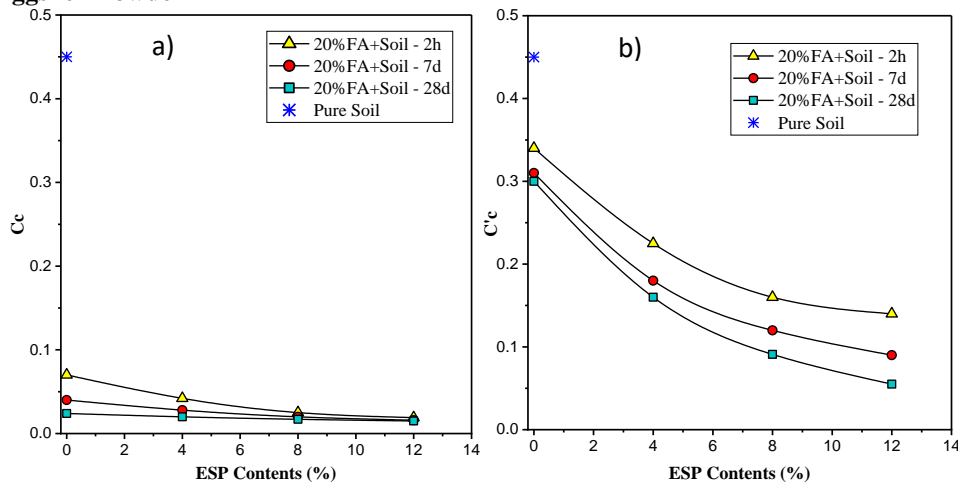 a)
20%FA+Soil - 2h
20%FA+Soil - 7d
20%FA+Soil - 28d
Pure Soil
0.5
0.4
0.3
0.2
0.1
0.0
Cc
0 2 4 6 8 10 12 14
ESP Contents (%)
b)
20%FA+Soil - 2h
20%FA+Soil - 7d
20%FA+Soil - 28d
Pure Soil
0.5
0.4
0.3
0.2
0.1
0.0
C'c
0 2 4 6 8 10 12 14
ESP Contents (%)